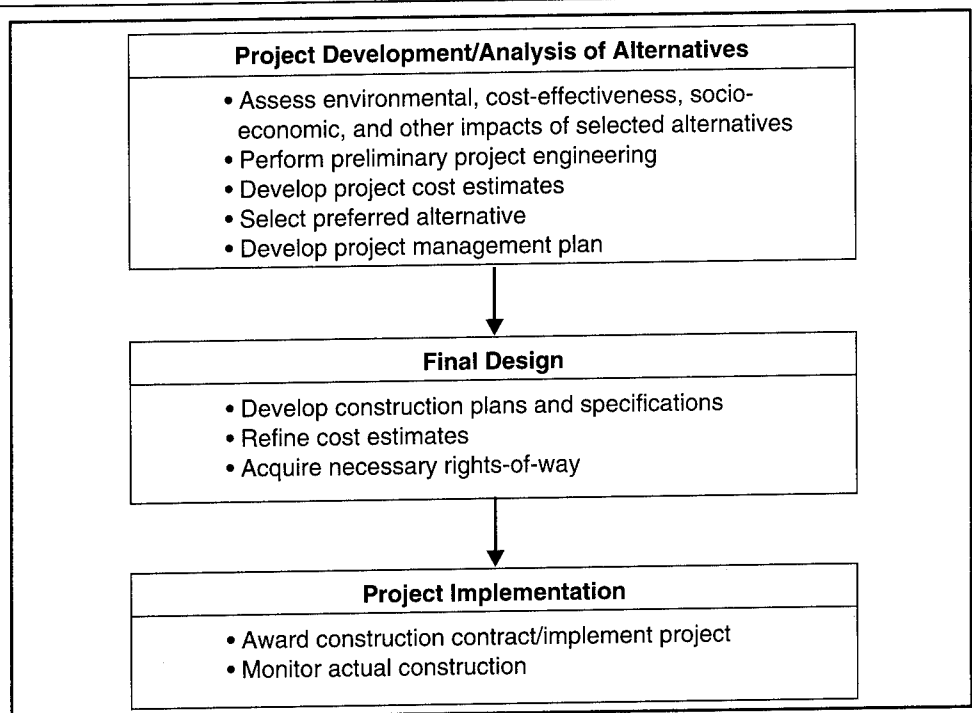 Project Development/Analysis of Alternatives
• Assess environmental, cost-effectiveness, socio-
economic, and other impacts of selected alternatives
• Perform preliminary project engineering
• Develop project cost estimates
• Select preferred alternative
• Develop project management plan
Final Design
• Develop construction plans and specifications
• Refine cost estimates
• Acquire necessary rights-of-way
Project Implementation
• Award construction contract/implement project
• Monitor actual construction